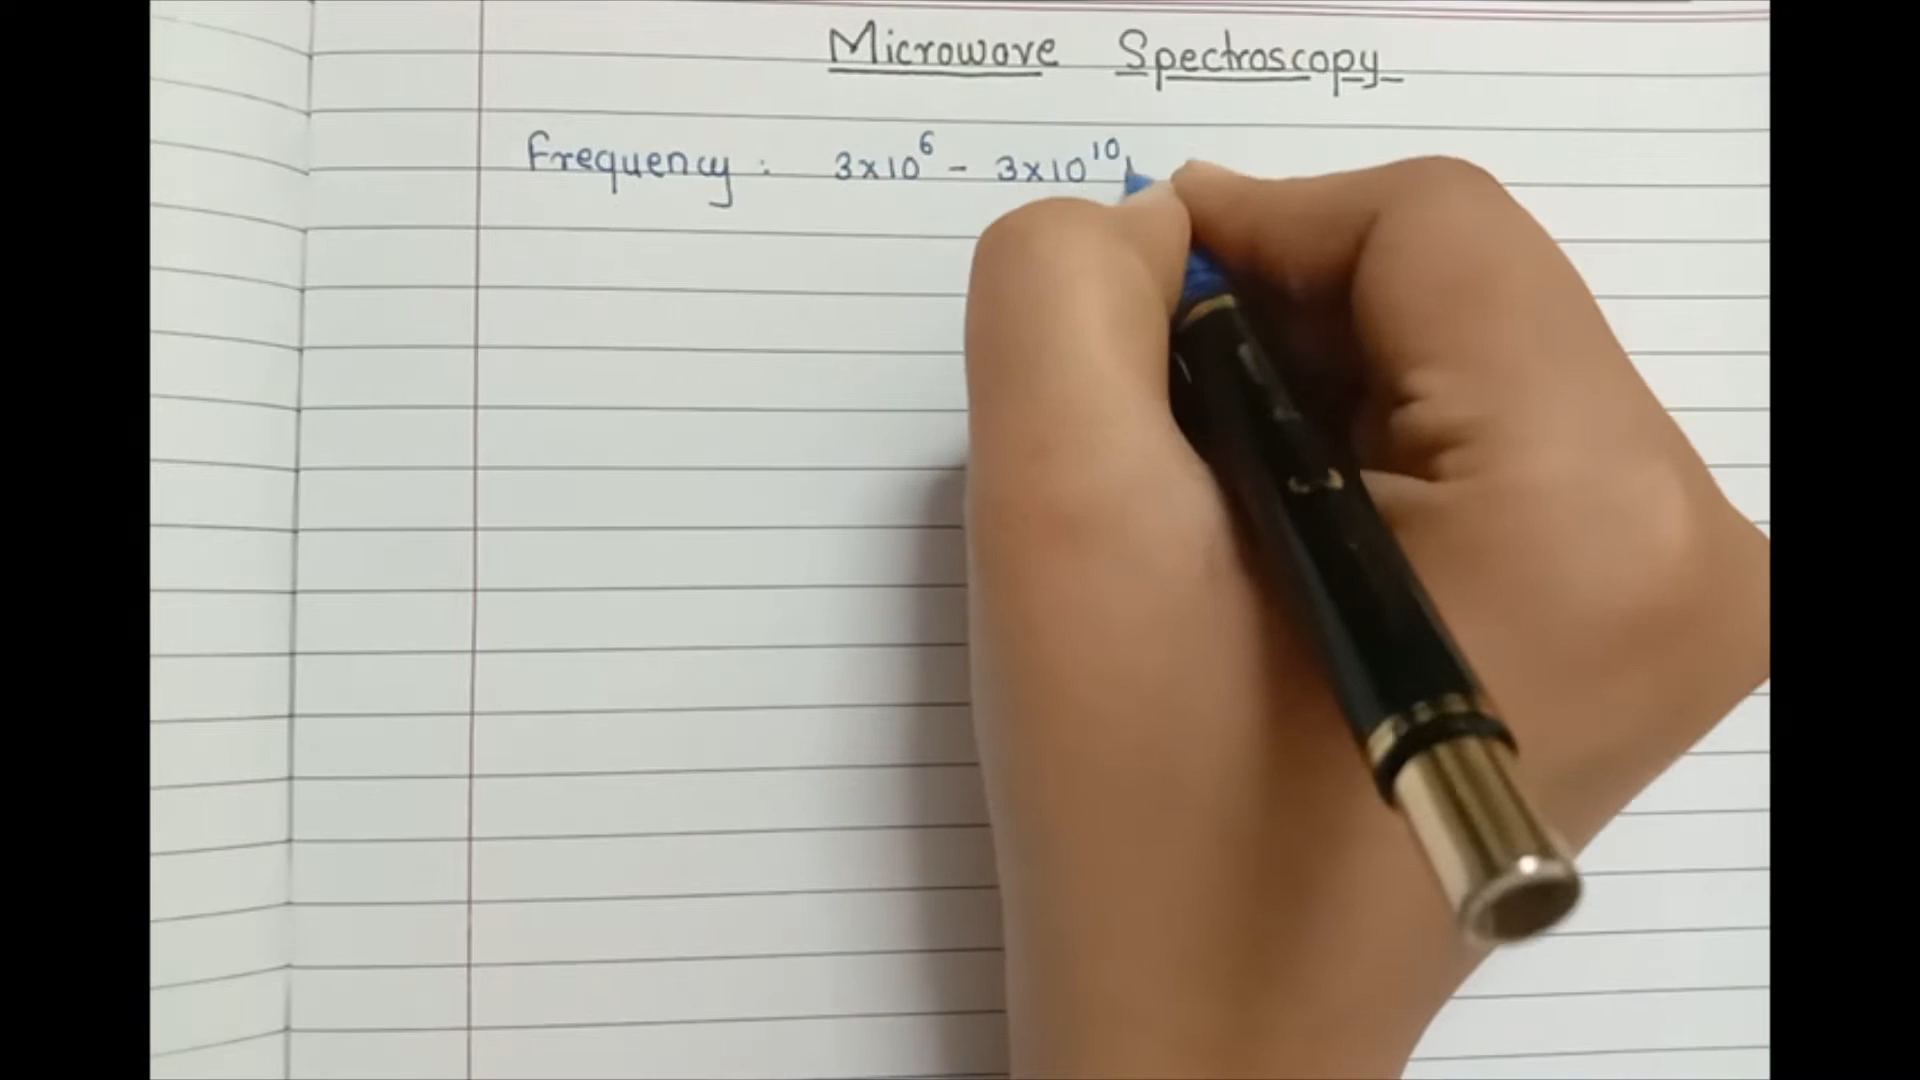 Microwave Spectroscopy
Frequency : 3x10⁶ - 3x10¹⁰